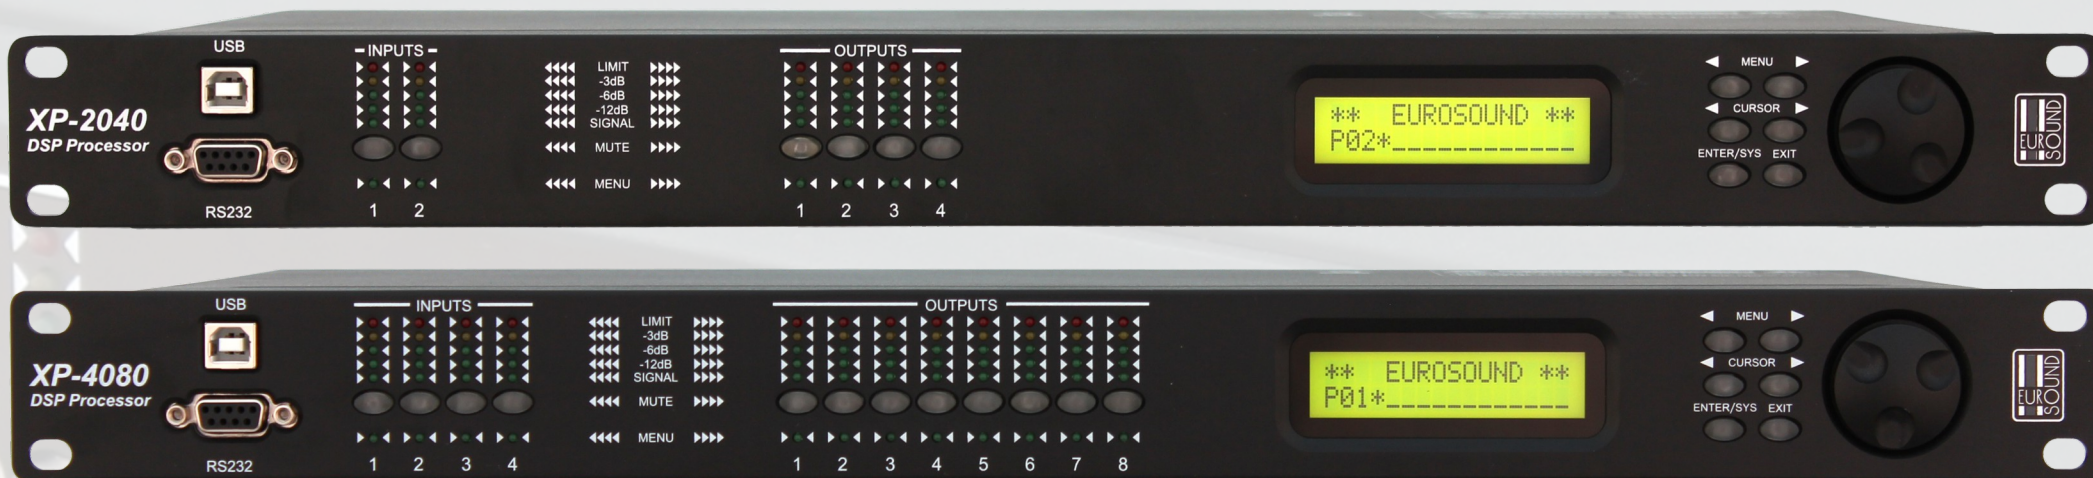 USB
INPUTS
OUTPUTS
LIMIT
-3dB
-6dB
-12dB
SIGNAL
MUTE
MENU
XP-2040
DSP Processor
RS232
1 2
1 2 3 4
** EUROSOUND **
P02*____________
MENU
CURSOR
ENTER/SYS EXIT
EURO
SOUND
USB
INPUTS
OUTPUTS
LIMIT
-3dB
-6dB
-12dB
SIGNAL
MUTE
MENU
XP-4080
DSP Processor
RS232
1 2 3 4
1 2 3 4 5 6 7 8
** EUROSOUND **
P01*____________
MENU
CURSOR
ENTER/SYS EXIT
EURO
SOUND